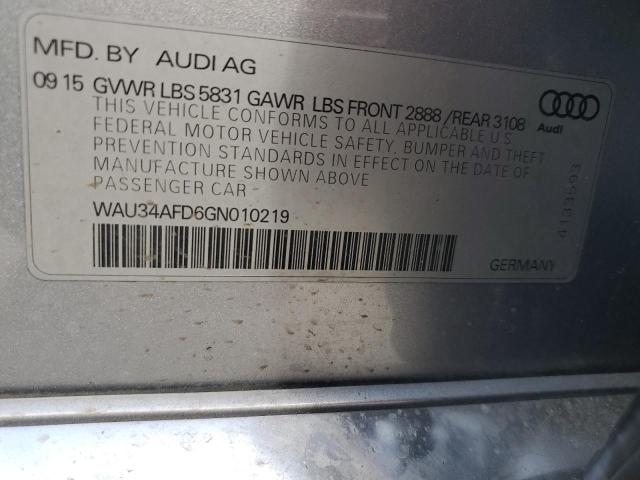 MFD. BY AUDI AG
09 15 GVWR LBS 5831 GAWR LBS FRONT 2888 /REAR 3108
THIS VEHICLE CONFORMS TO ALL APPLICABLE U.S
FEDERAL MOTOR VEHICLE SAFETY, BUMPER AND THEFT
PREVENTION STANDARDS IN EFFECT ON THE DATE OF
MANUFACTURE SHOWN ABOVE
PASSENGER CAR
WAU34AFD6GN010219
Audi
4133593
GERMANY